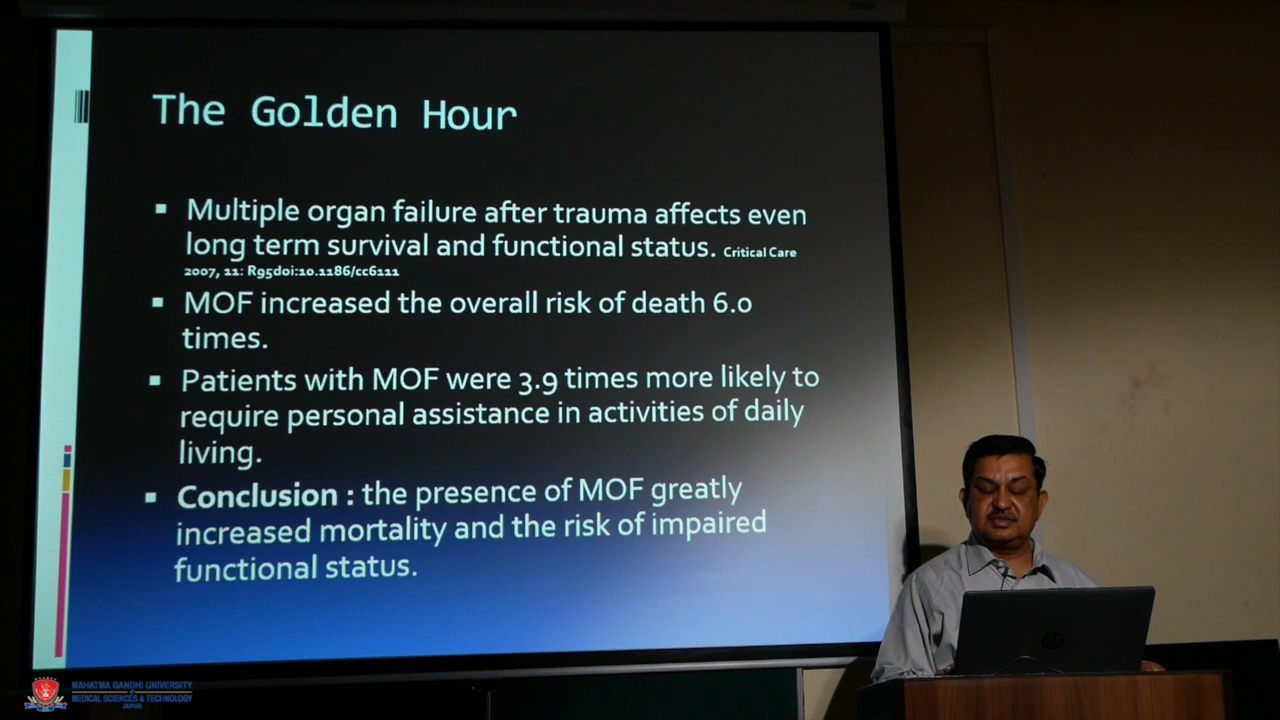 The Golden Hour
Multiple organ failure after trauma affects even
long term survival and functional status. Critical Care
2007, 11: R95doi:10.1186/cc6111
MOF increased the overall risk of death 6.0
times.
Patients with MOF were 3.9 times more likely to
require personal assistance in activities of daily
living.
Conclusion : the presence of MOF greatly
increased mortality and the risk of impaired
functional status.
MAHATMA GANDHI UNIVERSITY
of
MEDICAL SCIENCES & TECHNOLOGY
JAIPUR